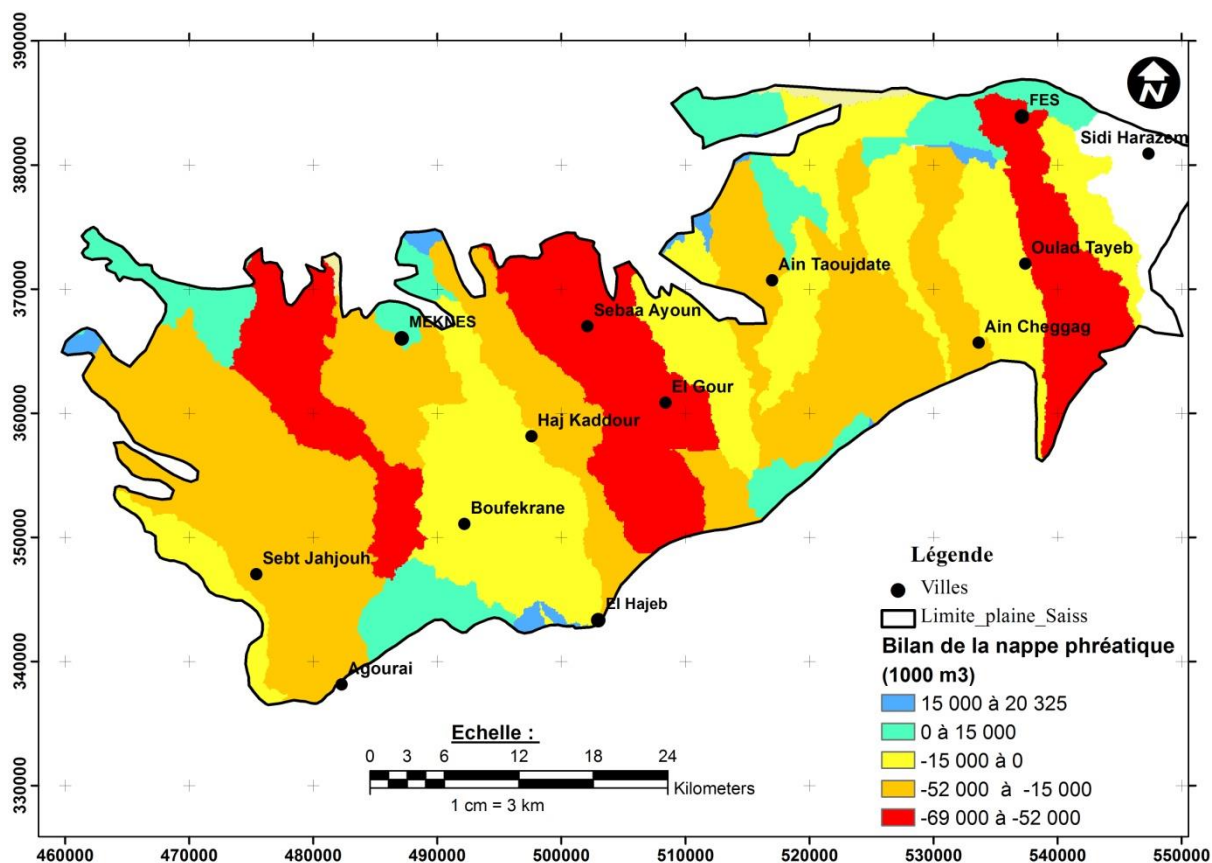 390000
380000
370000
360000
350000
340000
330000
N
FES
Sidi Harazem
Oulad Tayeb
Ain Taoujdate
Ain Cheggag
MEKNES
Sebaa Ayoun
El Gour
Haj Kaddour
Boufekrane
Sebt Jahjouh
El Hajeb
Agourai
Légende
Villes
Limite_plaine_Saiss
Bilan de la nappe phréatique
(1000 m3)
15 000 à 20 325
0 à 15 000
-15 000 à 0
-52 000 à -15 000
-69 000 à -52 000
Echelle :
0 3 6 12 18 24
Kilometers
1 cm = 3 km
460000 470000 480000 490000 500000 510000 520000 530000 540000 550000